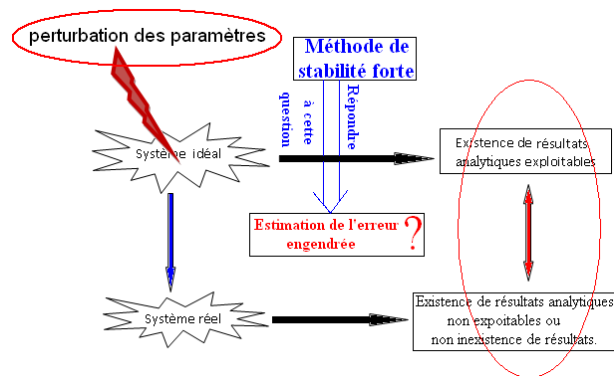 perturbation des paramètres
Méthode de
stabilité forte
Répondre
à cette
question
Système idéal
Existence de résultats
analytiques exploitables
Estimation de l'erreur
engendrée ?
Système réel
Existence de résultats analytiques
non expoitables ou
non inexistence de résultats.